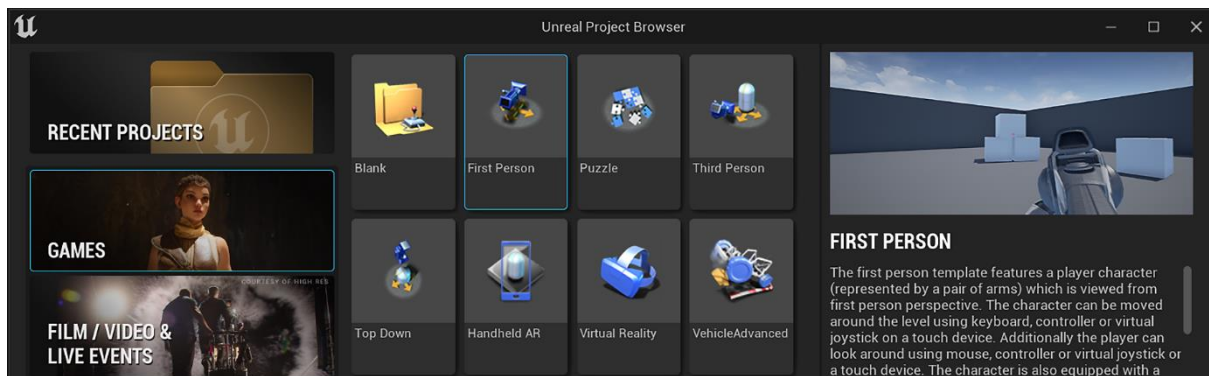 Unreal Project Browser
RECENT PROJECTS
GAMES
COURTESY OF HIGH RES
FILM / VIDEO &
LIVE EVENTS
Blank
First Person
Puzzle
Third Person
Top Down
Handheld AR
Virtual Reality
VehicleAdvanced
FIRST PERSON
The first person template features a player character
(represented by a pair of arms) which is viewed from
first person perspective. The character can be moved
around the level using keyboard, controller or virtual
joystick on a touch device. Additionally the player can
look around using mouse, controller or virtual joystick or
a touch device. The character is also equipped with a